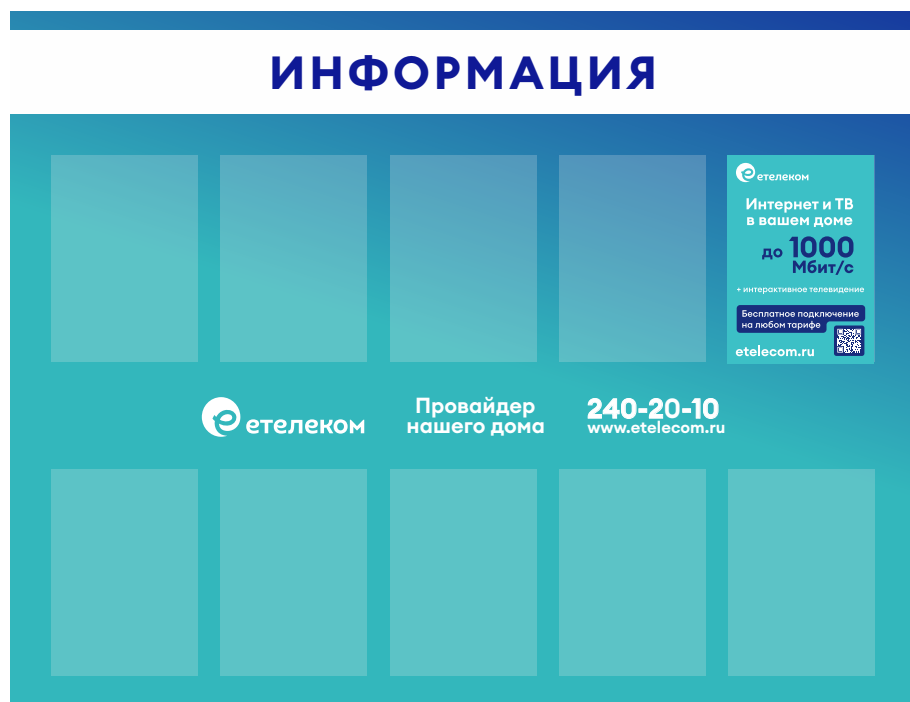 ИНФОРМАЦИЯ
етелеком
Интернет и ТВ
в вашем доме
до 1000
Мбит/с
+ интерактивное телевидение
Бесплатное подключение
на любом тарифе
etelecom.ru
етелеком
Провайдер
нашего дома
240-20-10
www.etelecom.ru